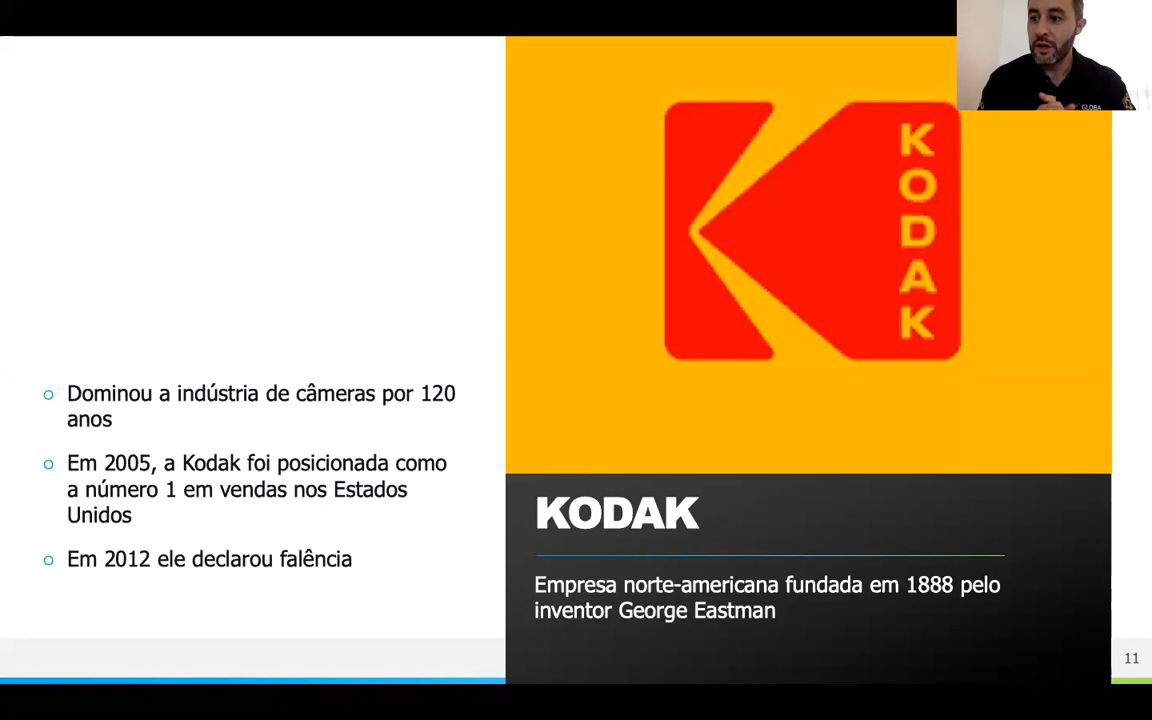 Dominou a indústria de câmeras por 120
anos
Em 2005, a Kodak foi posicionada como
a número 1 em vendas nos Estados
Unidos
Em 2012 ele declarou falência
KODAK
KODAK
Empresa norte-americana fundada em 1888 pelo
inventor George Eastman
GLOBA
11